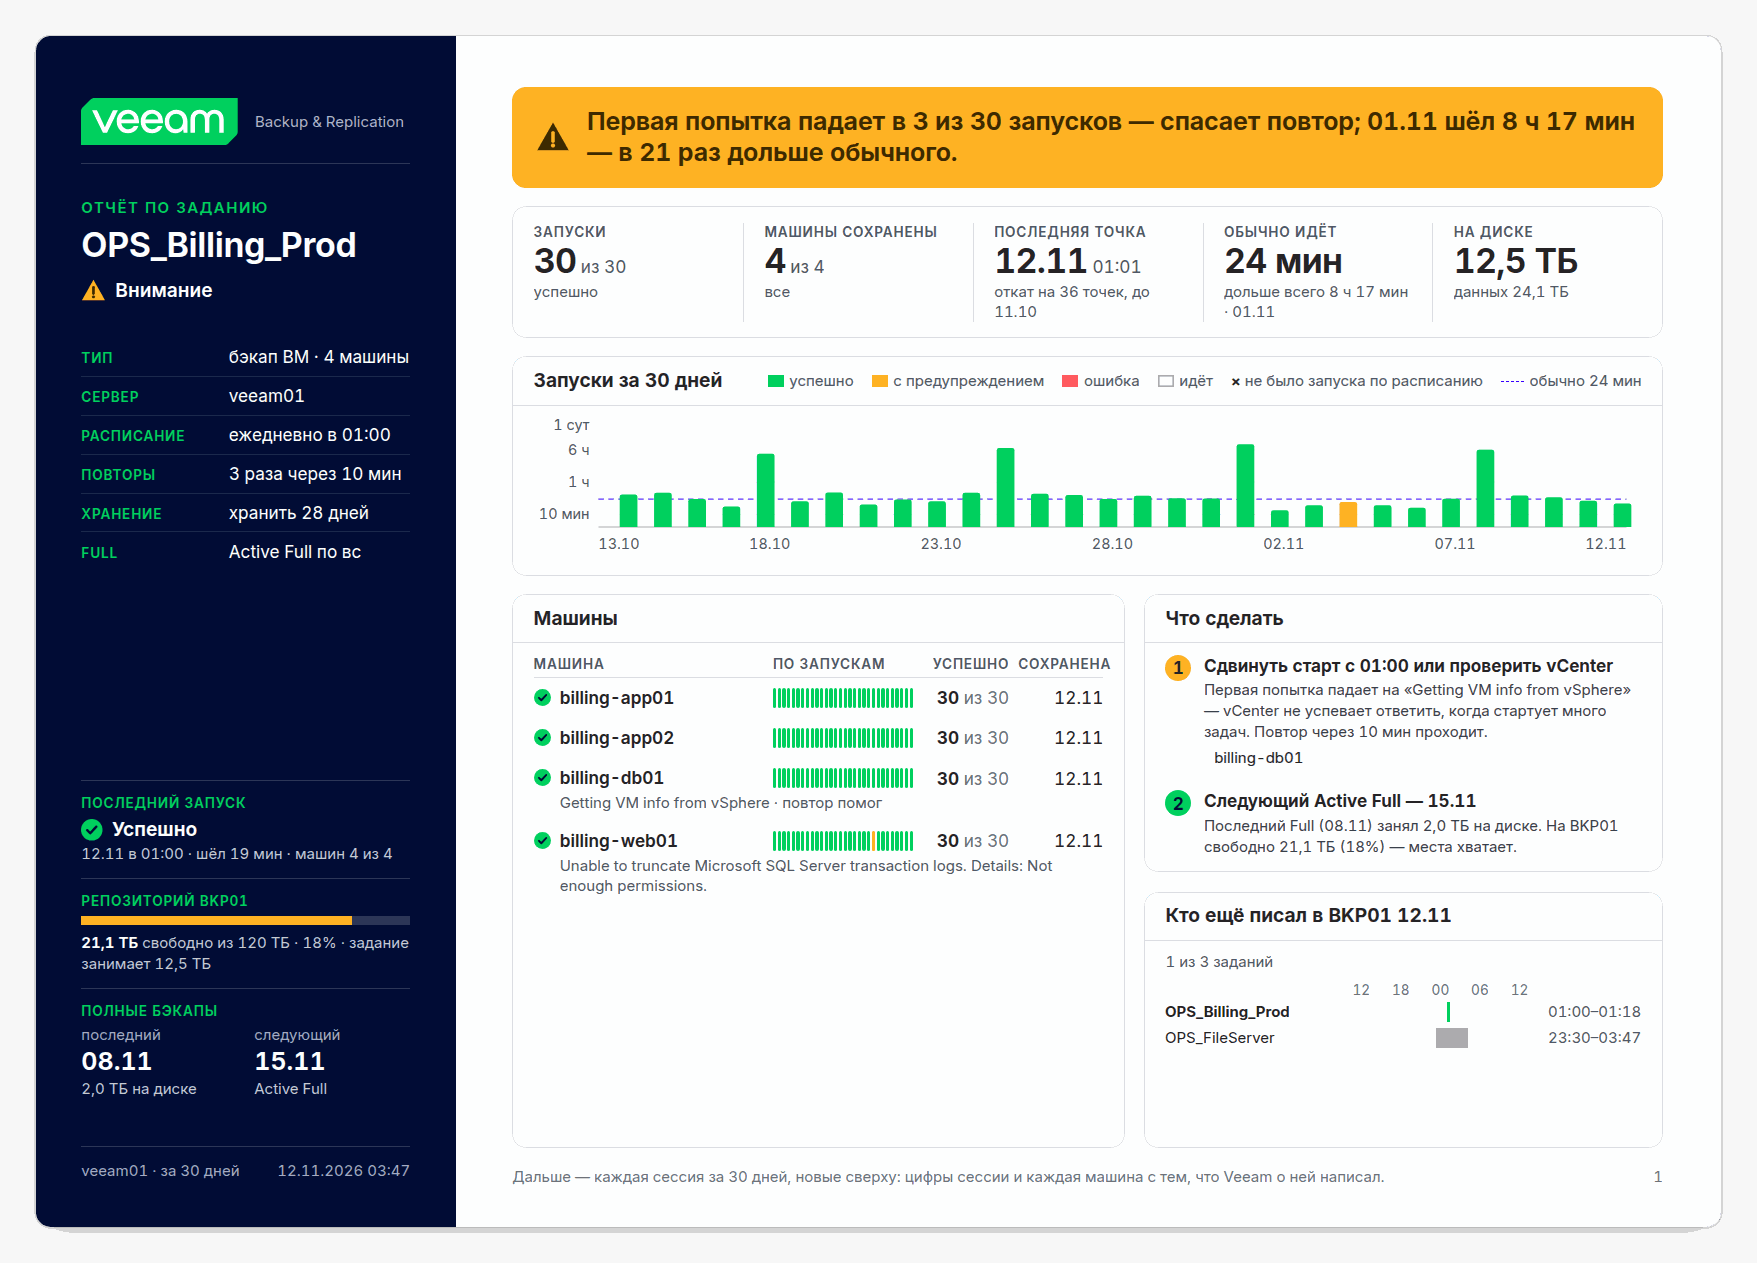 veeam Backup & Replication
ОТЧЁТ ПО ЗАДАНИЮ
OPS_Billing_Prod
Внимание
ТИП бэкап ВМ · 4 машины
СЕРВЕР veeam01
РАСПИСАНИЕ ежедневно в 01:00
ПОВТОРЫ 3 раза через 10 мин
ХРАНЕНИЕ хранить 28 дней
FULL Active Full по вс
ПОСЛЕДНИЙ ЗАПУСК
Успешно
12.11 в 01:00 · шёл 19 мин · машин 4 из 4
РЕПОЗИТОРИЙ BKP01
21,1 ТБ свободно из 120 ТБ · 18% · задание
занимает 12,5 ТБ
ПОЛНЫЕ БЭКАПЫ
последний следующий
08.11 15.11
2,0 ТБ на диске Active Full
veeam01 · за 30 дней 12.11.2026 03:47
Первая попытка падает в 3 из 30 запусков — спасает повтор; 01.11 шёл 8 ч 17 мин
— в 21 раз дольше обычного.
ЗАПУСКИ
30 из 30
успешно
МАШИНЫ СОХРАНЕНЫ
4 из 4
все
ПОСЛЕДНЯЯ ТОЧКА
12.11 01:01
откат на 36 точек, до
11.10
ОБЫЧНО ИДЁТ
24 мин
дольше всего 8 ч 17 мин
· 01.11
НА ДИСКЕ
12,5 ТБ
данных 24,1 ТБ
Запуски за 30 дней успешно с предупреждением ошибка идёт × не было запуска по расписанию обычно 24 мин
1 сут
6 ч
1 ч
10 мин
13.10 18.10 23.10 28.10 02.11 07.11 12.11
Машины
МАШИНА ПО ЗАПУСКАМ УСПЕШНО СОХРАНЕНА
billing-app01 30 из 30 12.11
billing-app02 30 из 30 12.11
billing-db01 30 из 30 12.11
Getting VM info from vSphere · повтор помог
billing-web01 30 из 30 12.11
Unable to truncate Microsoft SQL Server transaction logs. Details: Not
enough permissions.
Что сделать
1 Сдвинуть старт с 01:00 или проверить vCenter
Первая попытка падает на «Getting VM info from vSphere»
— vCenter не успевает ответить, когда стартует много
задач. Повтор через 10 мин проходит.
billing-db01
2 Следующий Active Full — 15.11
Последний Full (08.11) занял 2,0 ТБ на диске. На BKP01
свободно 21,1 ТБ (18%) — места хватает.
Кто ещё писал в BKP01 12.11
1 из 3 заданий
12 18 00 06 12
OPS_Billing_Prod 01:00–01:18
OPS_FileServer 23:30–03:47
Дальше — каждая сессия за 30 дней, новые сверху: цифры сессии и каждая машина с тем, что Veeam о ней написал. 1